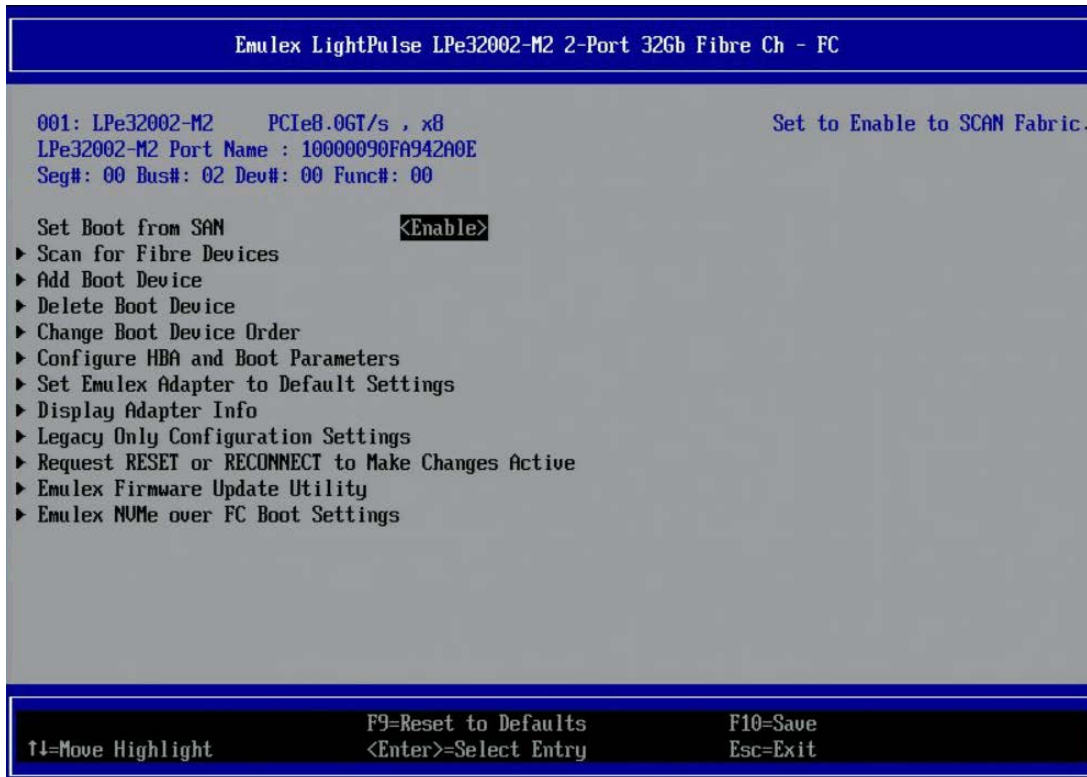 Emulex LightPulse LPe32002-M2 2-Port 32Gb Fibre Ch - FC
001: LPe32002-M2 PCIe8.0GT/s , x8
Set to Enable to SCAN Fabric.
LPe32002-M2 Port Name : 10000090FA942A0E
Seg#: 00 Bus#: 02 Dev#: 00 Func#: 00
Set Boot from SAN <Enable>
▶ Scan for Fibre Devices
▶ Add Boot Device
▶ Delete Boot Device
▶ Change Boot Device Order
▶ Configure HBA and Boot Parameters
▶ Set Emulex Adapter to Default Settings
▶ Display Adapter Info
▶ Legacy Only Configuration Settings
▶ Request RESET or RECONNECT to Make Changes Active
▶ Emulex Firmware Update Utility
▶ Emulex NVMe over FC Boot Settings
F9=Reset to Defaults F10=Save
↑↓=Move Highlight <Enter>=Select Entry Esc=Exit